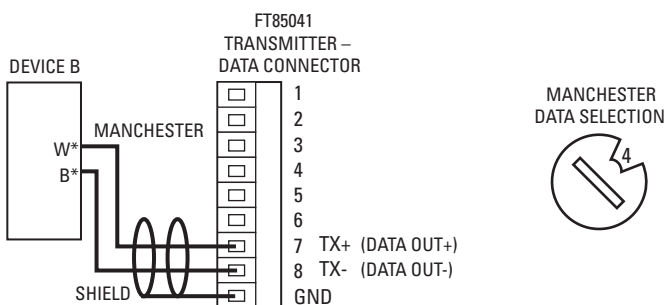 FT85041
TRANSMITTER –
DATA CONNECTOR
DEVICE B
MANCHESTER
W*
B*
SHIELD
1
2
3
4
5
6
7 TX+ (DATA OUT+)
8 TX- (DATA OUT-)
GND
MANCHESTER
DATA SELECTION
4